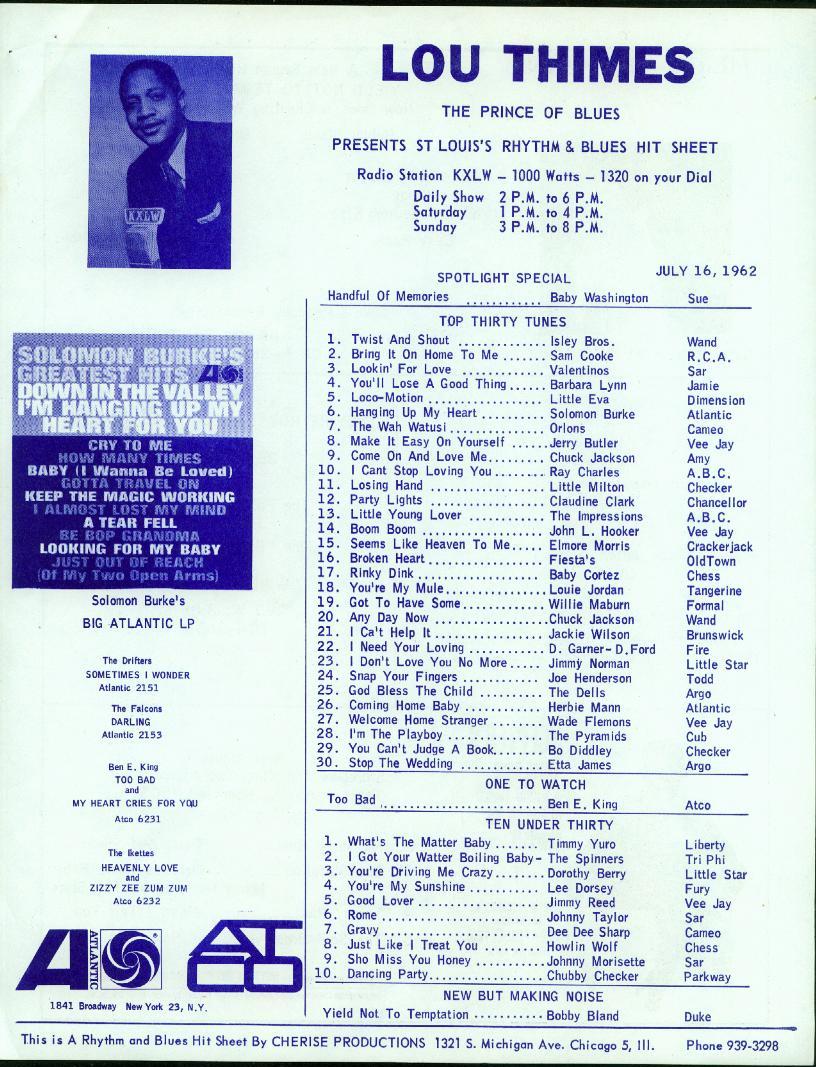 LOU THIMES
THE PRINCE OF BLUES
PRESENTS ST LOUIS'S RHYTHM & BLUES HIT SHEET
Radio Station KXLW – 1000 Watts – 1320 on your Dial
Daily Show 2 P.M. to 6 P.M.
Saturday 1 P.M. to 4 P.M.
Sunday 3 P.M. to 8 P.M.
KXLW
JULY 16, 1962
SPOTLIGHT SPECIAL
Handful Of Memories ............ Baby Washington Sue
TOP THIRTY TUNES
1. Twist And Shout ............. Isley Bros. Wand
2. Bring It On Home To Me ....... Sam Cooke R.C.A.
3. Lookin' For Love ............. Valentinos Sar
4. You'll Lose A Good Thing...... Barbara Lynn Jamie
5. Loco-Motion ................. Little Eva Dimension
6. Hanging Up My Heart .......... Solomon Burke Atlantic
7. The Wah Watusi............... Orlons Cameo
8. Make It Easy On Yourself ...... Jerry Butler Vee Jay
9. Come On And Love Me........ Chuck Jackson Amy
10. I Cant Stop Loving You........ Ray Charles A.B.C.
11. Losing Hand ................. Little Milton Checker
12. Party Lights ................. Claudine Clark Chancellor
13. Little Young Lover ........... The Impressions A.B.C.
14. Boom Boom .................. John L. Hooker Vee Jay
15. Seems Like Heaven To Me..... Elmore Morris Crackerjack
16. Broken Heart................. Fiesta's OldTown
17. Rinky Dink .................. Baby Cortez Chess
18. You're My Mule............... Louie Jordan Tangerine
19. Got To Have Some............ Willie Maburn Formal
20. Any Day Now ................ Chuck Jackson Wand
21. I Ca't Help It ................ Jackie Wilson Brunswick
22. I Need Your Loving ........... D. Garner- D.Ford Fire
23. I Don't Love You No More ..... Jimmy Norman Little Star
24. Snap Your Fingers ............ Joe Henderson Todd
25. God Bless The Child .......... The Dells Argo
26. Coming Home Baby ............ Herbie Mann Atlantic
27. Welcome Home Stranger ........ Wade Flemons Vee Jay
28. I'm The Playboy .............. The Pyramids Cub
29. You Can't Judge A Book........ Bo Diddley Checker
30. Stop The Wedding ............ Etta James Argo
ONE TO WATCH
Too Bad ....................... Ben E. King Atco
TEN UNDER THIRTY
1. What's The Matter Baby ....... Timmy Yuro Liberty
2. I Got Your Watter Boiling Baby- The Spinners Tri Phi
3. You're Driving Me Crazy........ Dorothy Berry Little Star
4. You're My Sunshine .......... Lee Dorsey Fury
5. Good Lover .................. Jimmy Reed Vee Jay
6. Rome ....................... Johnny Taylor Sar
7. Gravy ....................... Dee Dee Sharp Cameo
8. Just Like I Treat You ........ Howlin Wolf Chess
9. Sho Miss You Honey .......... Johnny Morisette Sar
10. Dancing Party................. Chubby Checker Parkway
NEW BUT MAKING NOISE
Yield Not To Temptation .......... Bobby Bland Duke
SOLOMON BURKE'S
GREATEST HITS
DOWN IN THE VALLEY
I'M HANGING UP MY
HEART FOR YOU
CRY TO ME
HOW MANY TIMES
BABY (I Wanna Be Loved)
GOTTA TRAVEL ON
KEEP THE MAGIC WORKING
I ALMOST LOST MY MIND
A TEAR FELL
BE BOP GRANDMA
LOOKING FOR MY BABY
JUST OUT OF REACH
(Of My Two Open Arms)
Solomon Burke's
BIG ATLANTIC LP
The Drifters
SOMETIMES I WONDER
Atlantic 2151
The Falcons
DARLING
Atlantic 2153
Ben E. King
TOO BAD
and
MY HEART CRIES FOR YOU
Atco 6231
The Ikettes
HEAVENLY LOVE
and
ZIZZY ZEE ZUM ZUM
Atco 6232
ATLANTIC
ATCO
1841 Broadway New York 23, N.Y.
This is A Rhythm and Blues Hit Sheet By CHERISE PRODUCTIONS 1321 S. Michigan Ave. Chicago 5, Ill. Phone 939-3298